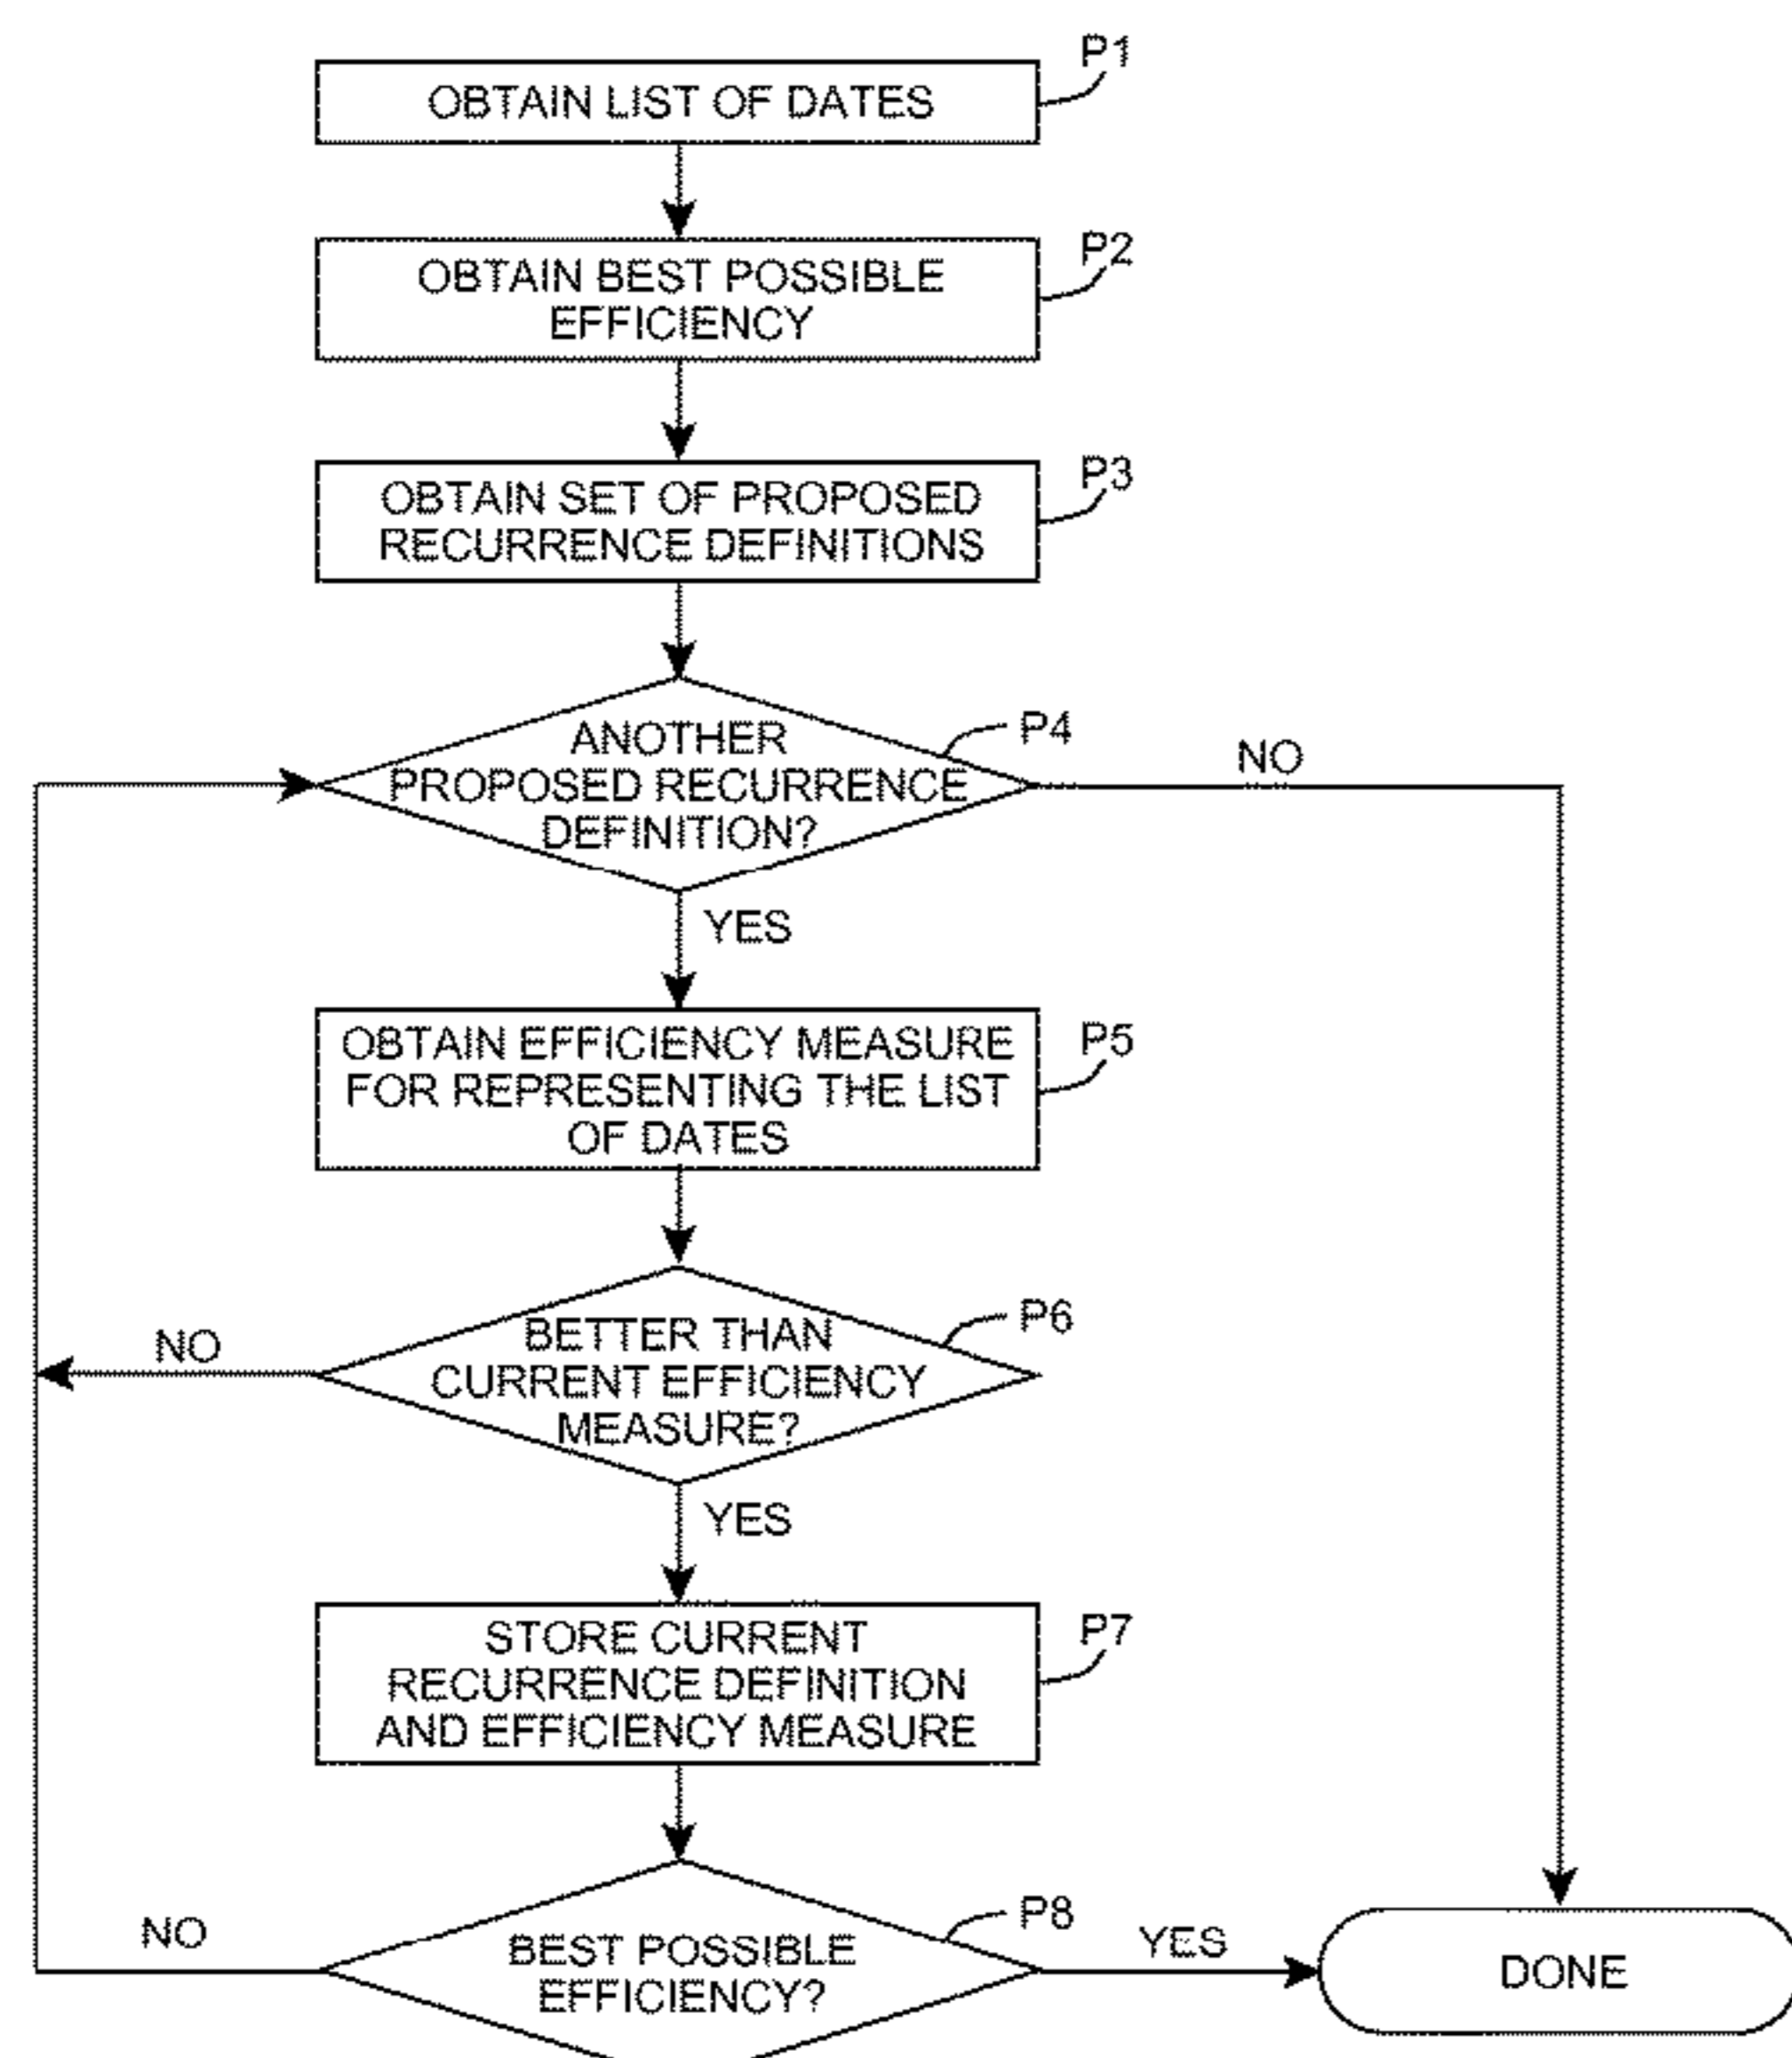 P1
OBTAIN LIST OF DATES
P2
OBTAIN BEST POSSIBLE
EFFICIENCY
P3
OBTAIN SET OF PROPOSED
RECURRENCE DEFINITIONS
P4
ANOTHER
PROPOSED RECURRENCE
DEFINITION?
NO
YES
P5
OBTAIN EFFICIENCY MEASURE
FOR REPRESENTING THE LIST
OF DATES
P6
BETTER THAN
CURRENT EFFICIENCY
MEASURE?
NO
YES
P7
STORE CURRENT
RECURRENCE DEFINITION
AND EFFICIENCY MEASURE
P8
BEST POSSIBLE
EFFICIENCY?
NO
YES
DONE